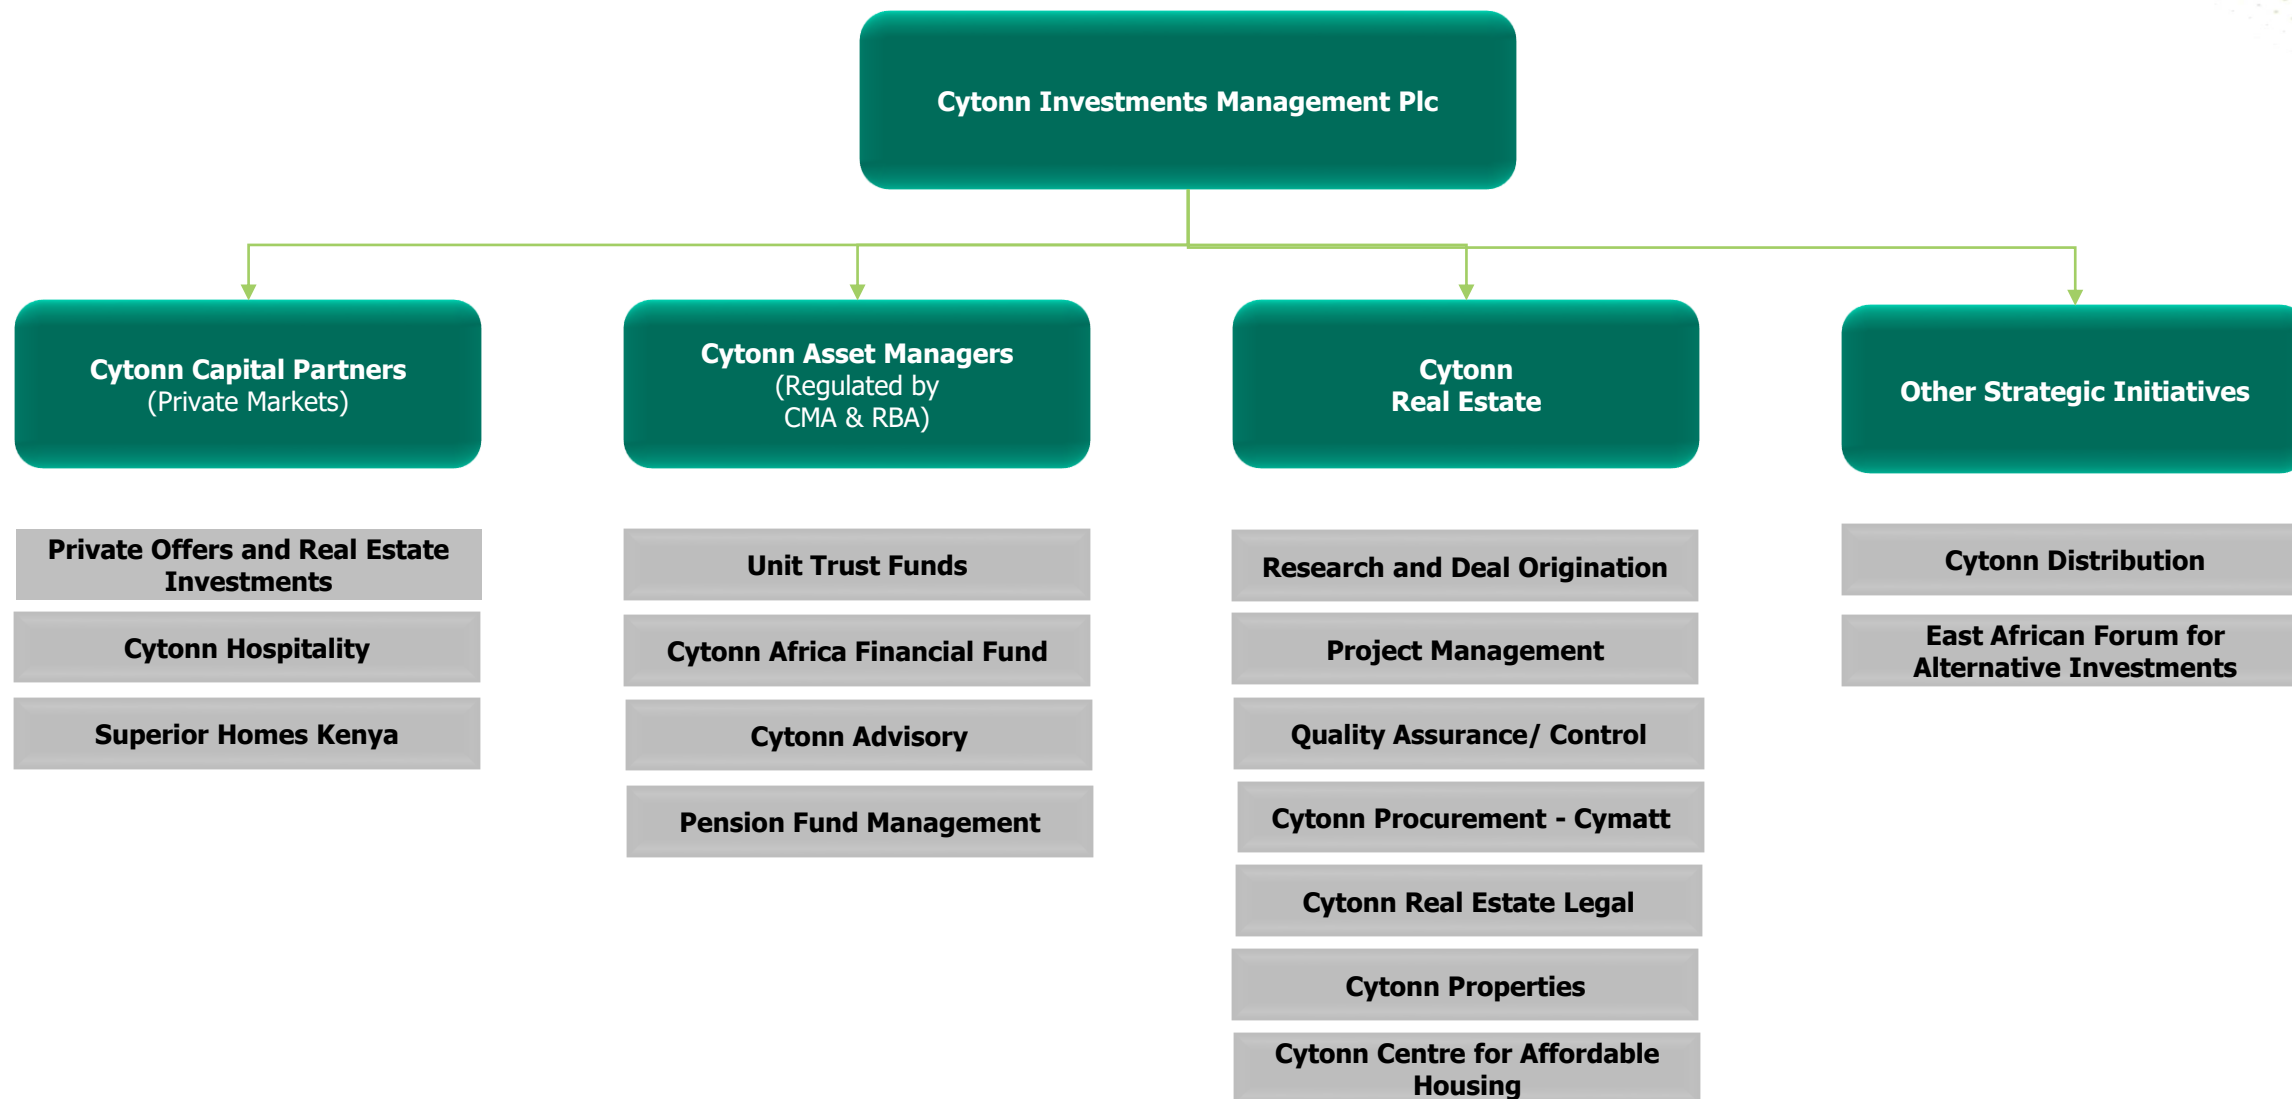 Cytonn Investments Management Plc
Cytonn Capital Partners
(Private Markets)
Cytonn Asset Managers
(Regulated by
CMA & RBA)
Cytonn
Real Estate
Other Strategic Initiatives
Private Offers and Real Estate
Investments
Cytonn Hospitality
Superior Homes Kenya
Unit Trust Funds
Cytonn Africa Financial Fund
Cytonn Advisory
Pension Fund Management
Research and Deal Origination
Project Management
Quality Assurance/ Control
Cytonn Procurement - Cymatt
Cytonn Real Estate Legal
Cytonn Properties
Cytonn Centre for Affordable
Housing
Cytonn Distribution
East African Forum for
Alternative Investments